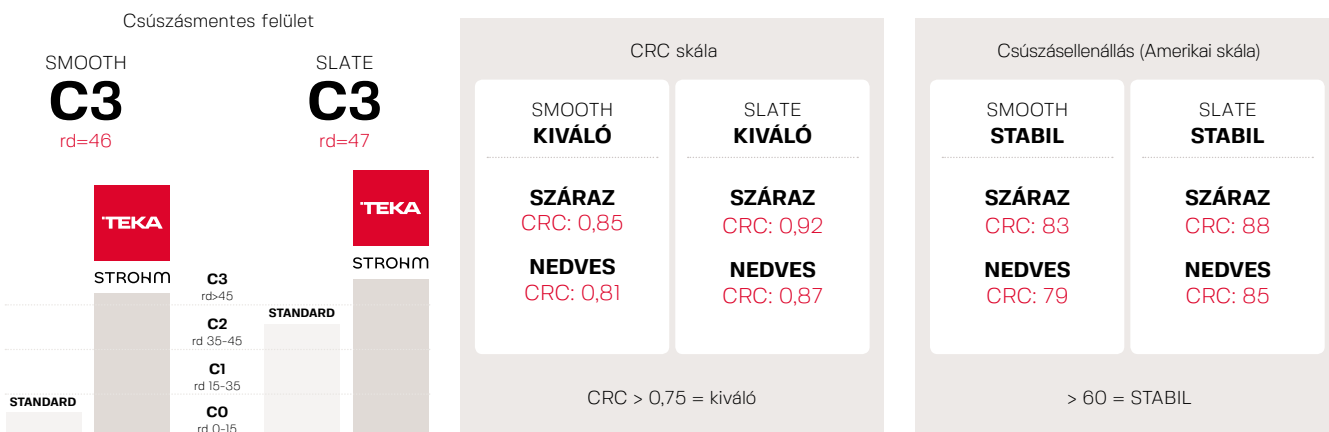 Csúszásmentes felület
SMOOTH
C3
rd=46
SLATE
C3
rd=47
TEKA
STROHM
TEKA
STROHM
C3
rd>45
C2
rd 35-45
C1
rd 15-35
C0
rd 0-15
STANDARD
STANDARD
CRC skála
SMOOTH
KIVÁLÓ
SZÁRAZ
CRC: 0,85
NEDVES
CRC: 0,81
SLATE
KIVÁLÓ
SZÁRAZ
CRC: 0,92
NEDVES
CRC: 0,87
CRC > 0,75 = kiváló
Csúszásellenállás (Amerikai skála)
SMOOTH
STABIL
SZÁRAZ
CRC: 83
NEDVES
CRC: 79
SLATE
STABIL
SZÁRAZ
CRC: 88
NEDVES
CRC: 85
> 60 = STABIL